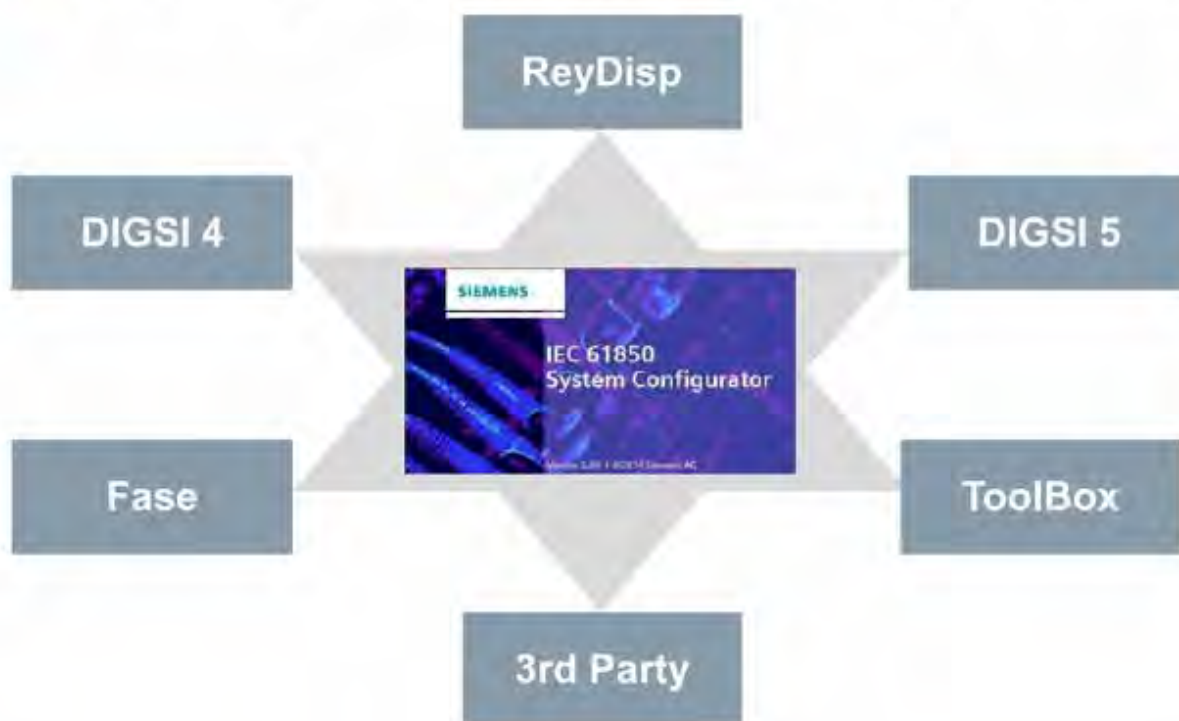 ReyDisp
DIGSI 4
DIGSI 5
SIEMENS
IEC 61850
System Configurator
Fase
ToolBox
3rd Party